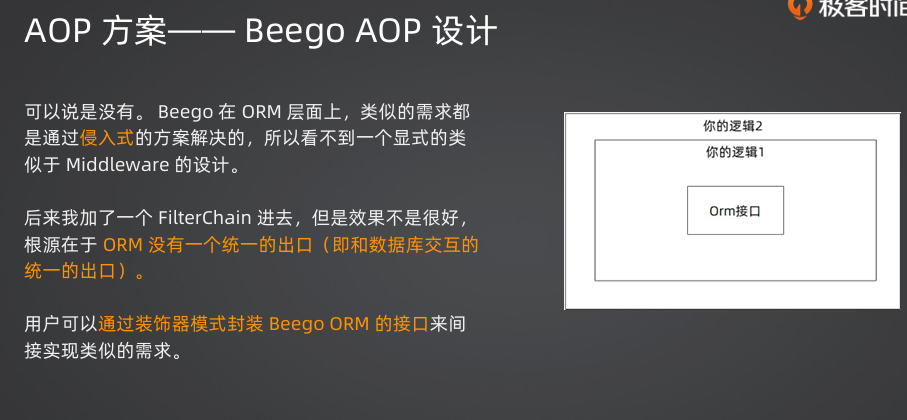 AOP 方案—— Beego AOP 设计
极客时间
可以说是没有。 Beego 在 ORM 层面上，类似的需求都
是通过侵入式的方案解决的，所以看不到一个显式的类
似于 Middleware 的设计。
后来我加了一个 FilterChain 进去，但是效果不是很好，
根源在于 ORM 没有一个统一的出口（即和数据库交互的
统一的出口）。
用户可以通过装饰器模式封装 Beego ORM 的接口来间
接实现类似的需求。
你的逻辑2
你的逻辑1
Orm接口